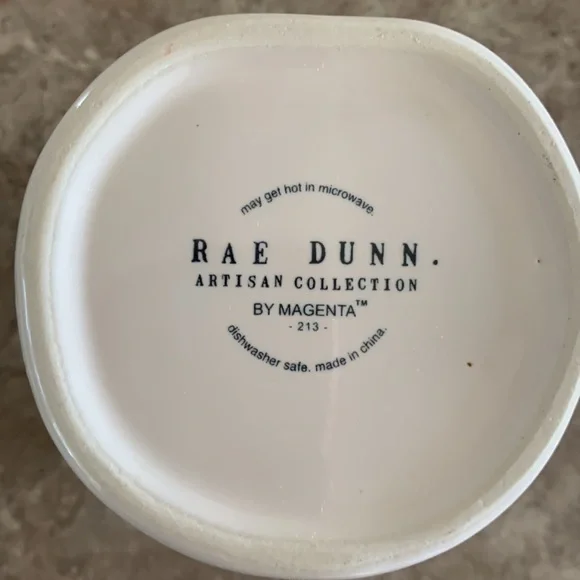 may get hot in microwave.
RAE DUNN.
ARTISAN COLLECTION
BY MAGENTA™
- 213 -
dishwasher safe. made in china.